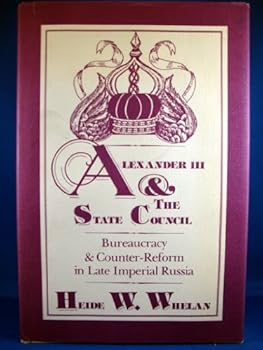 ALEXANDER III
& THE
STATE COUNCIL
Bureaucracy
& Counter-Reform
in Late Imperial Russia
HEIDE W. WHELAN